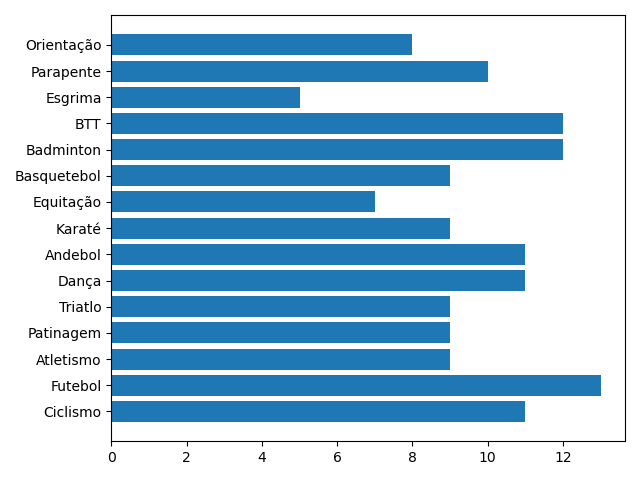 Orientação
Parapente
Esgrima
BTT
Badminton
Basquetebol
Equitação
Karaté
Andebol
Dança
Triatlo
Patinagem
Atletismo
Futebol
Ciclismo
0 2 4 6 8 10 12